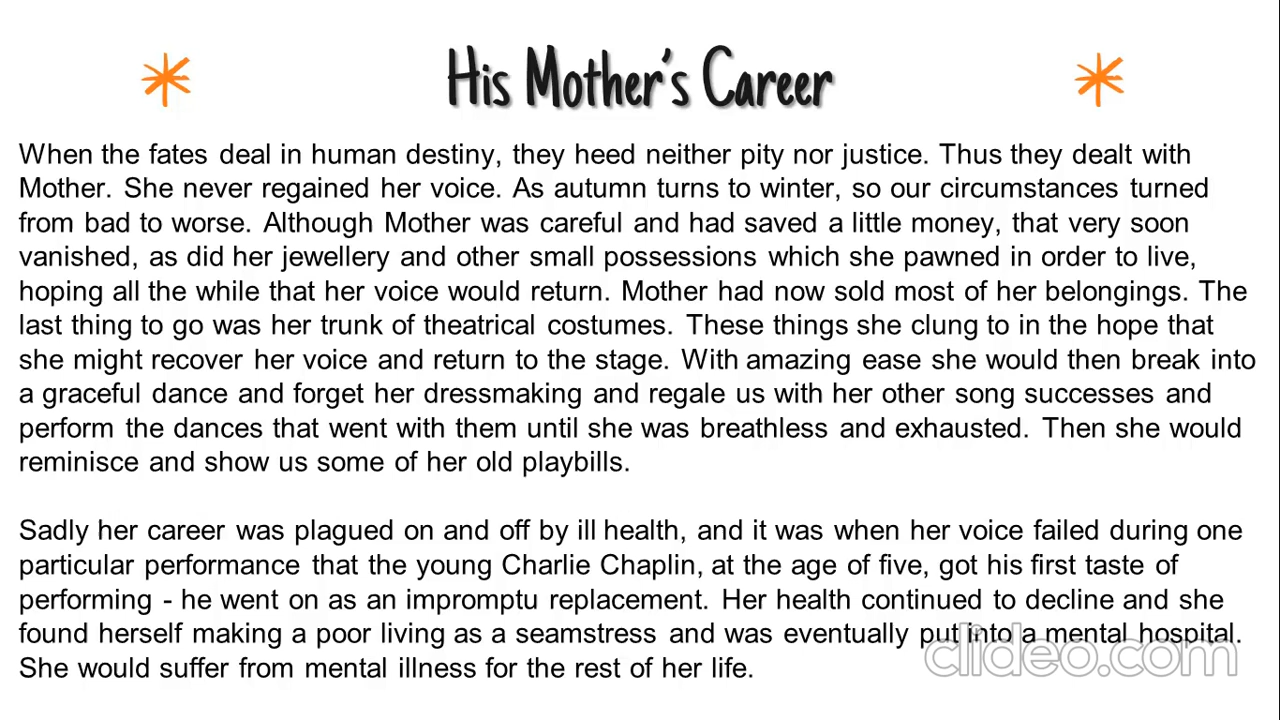 His Mother's Career
When the fates deal in human destiny, they heed neither pity nor justice. Thus they dealt with
Mother. She never regained her voice. As autumn turns to winter, so our circumstances turned
from bad to worse. Although Mother was careful and had saved a little money, that very soon
vanished, as did her jewellery and other small possessions which she pawned in order to live,
hoping all the while that her voice would return. Mother had now sold most of her belongings. The
last thing to go was her trunk of theatrical costumes. These things she clung to in the hope that
she might recover her voice and return to the stage. With amazing ease she would then break into
a graceful dance and forget her dressmaking and regale us with her other song successes and
perform the dances that went with them until she was breathless and exhausted. Then she would
reminisce and show us some of her old playbills.
Sadly her career was plagued on and off by ill health, and it was when her voice failed during one
particular performance that the young Charlie Chaplin, at the age of five, got his first taste of
performing - he went on as an impromptu replacement. Her health continued to decline and she
found herself making a poor living as a seamstress and was eventually put into a mental hospital.
She would suffer from mental illness for the rest of her life.
clideo.com